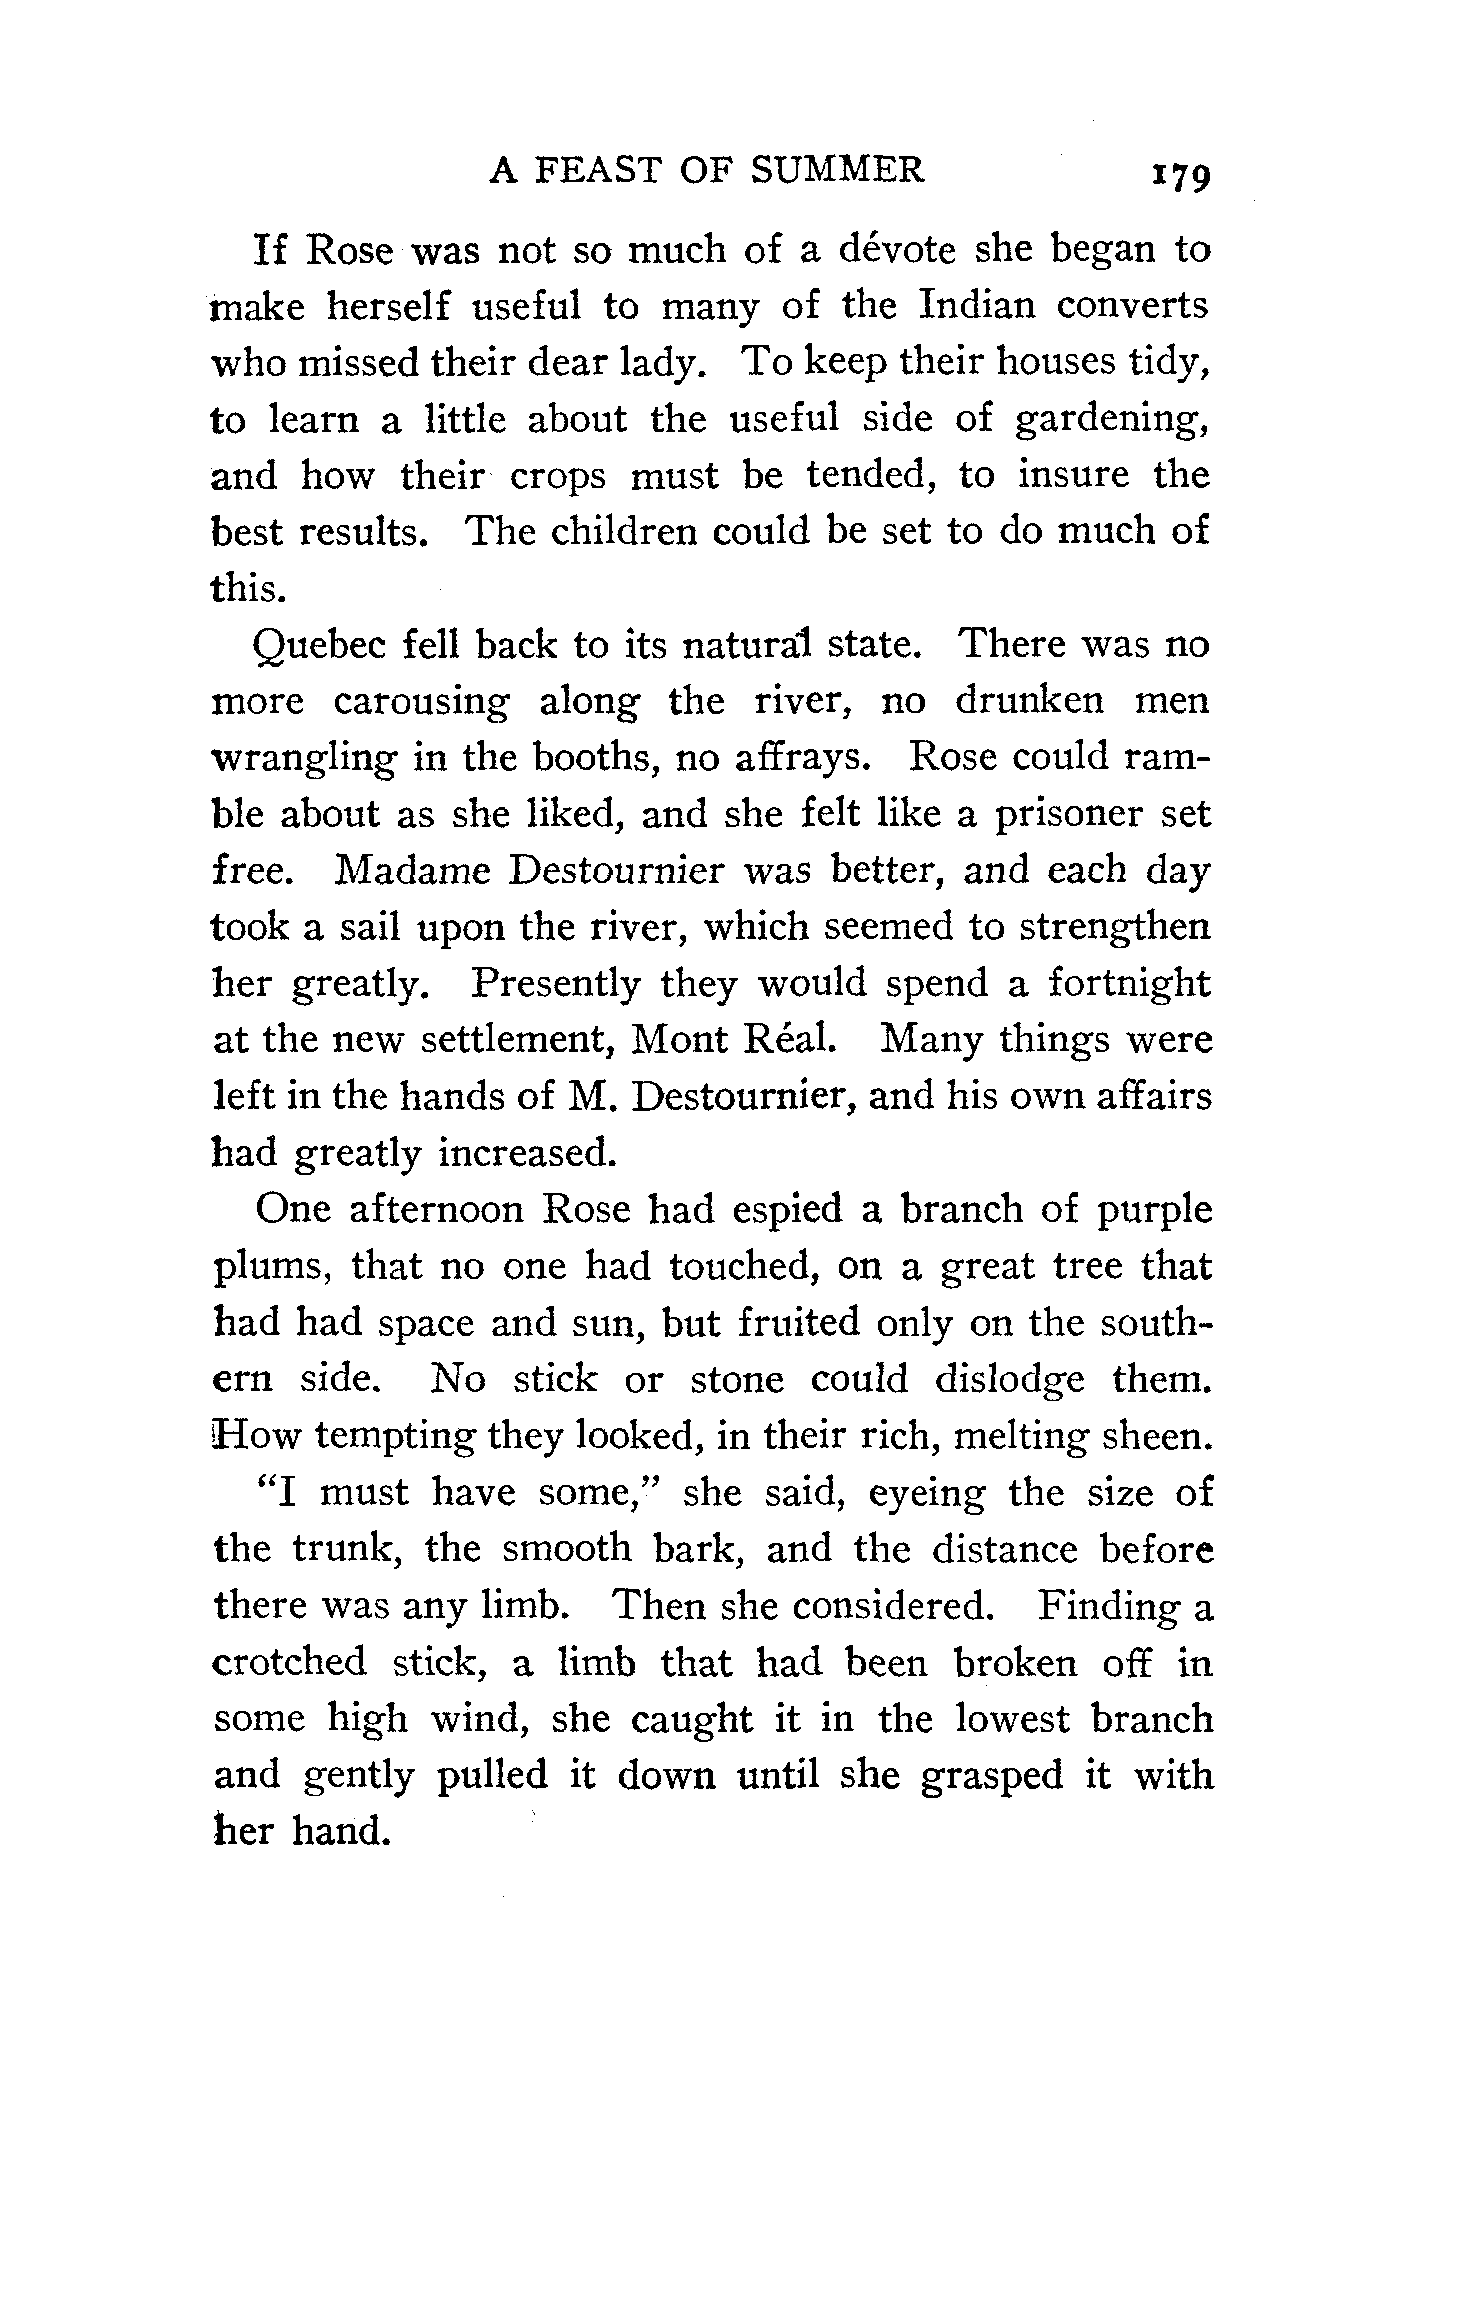 A FEAST OF SUMMER 179
If Rose was not so much of a dévote she began to
make herself useful to many of the Indian converts
who missed their dear lady. To keep their houses tidy,
to learn a little about the useful side of gardening,
and how their crops must be tended, to insure the
best results. The children could be set to do much of
this.
Quebec fell back to its natural state. There was no
more carousing along the river, no drunken men
wrangling in the booths, no affrays. Rose could ram-
ble about as she liked, and she felt like a prisoner set
free. Madame Destournier was better, and each day
took a sail upon the river, which seemed to strengthen
her greatly. Presently they would spend a fortnight
at the new settlement, Mont Réal. Many things were
left in the hands of M. Destournier, and his own affairs
had greatly increased.
One afternoon Rose had espied a branch of purple
plums, that no one had touched, on a great tree that
had had space and sun, but fruited only on the south-
ern side. No stick or stone could dislodge them.
How tempting they looked, in their rich, melting sheen.
“I must have some,” she said, eyeing the size of
the trunk, the smooth bark, and the distance before
there was any limb. Then she considered. Finding a
crotched stick, a limb that had been broken off in
some high wind, she caught it in the lowest branch
and gently pulled it down until she grasped it with
her hand.